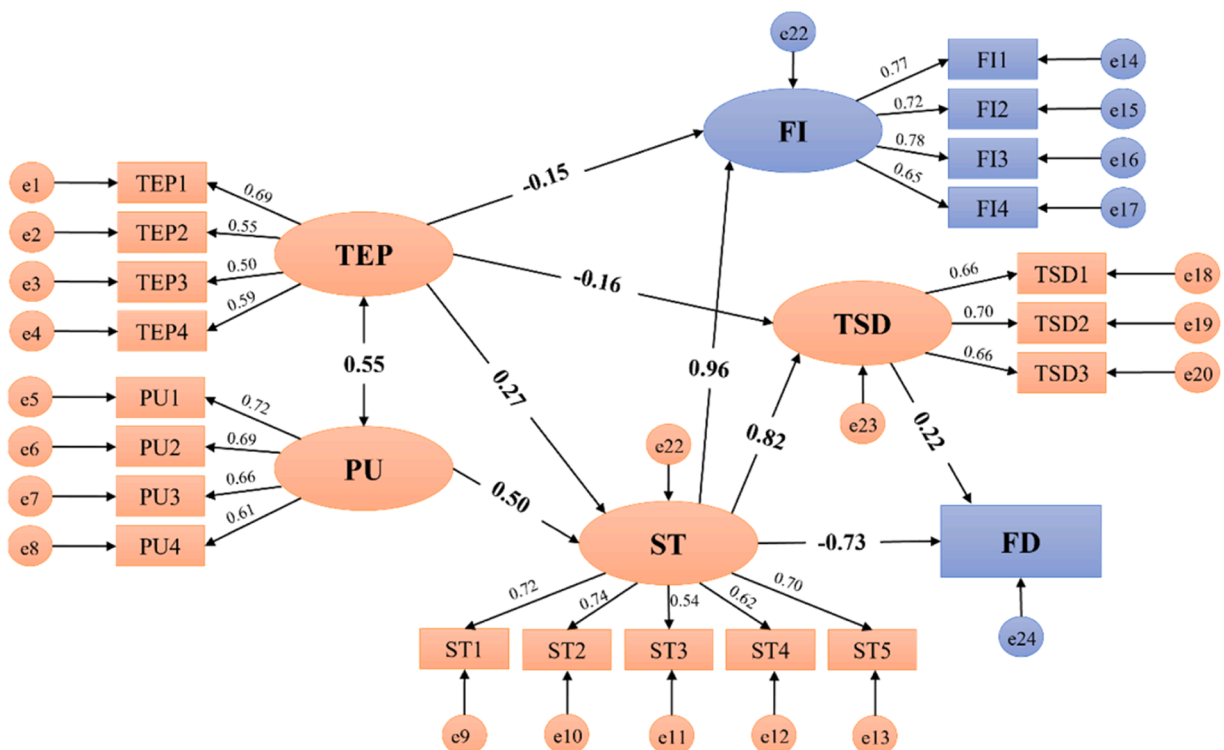 e22
FI
0.77
FI1
e14
0.72
FI2
e15
0.78
FI3
e16
0.65
FI4
e17
-0.15
e1
TEP1
0.69
e2
TEP2
0.55
e3
TEP3
0.50
e4
TEP4
0.59
TEP
-0.16
TSD
0.66
TSD1
e18
0.70
TSD2
e19
0.66
TSD3
e20
e23
0.55
0.27
0.96
0.82
0.22
e5
PU1
0.72
e6
PU2
0.69
e7
PU3
0.66
e8
PU4
0.61
PU
0.50
e22
ST
-0.73
FD
e24
0.72
0.74
0.54
0.62
0.70
ST1
ST2
ST3
ST4
ST5
e9
e10
e11
e12
e13